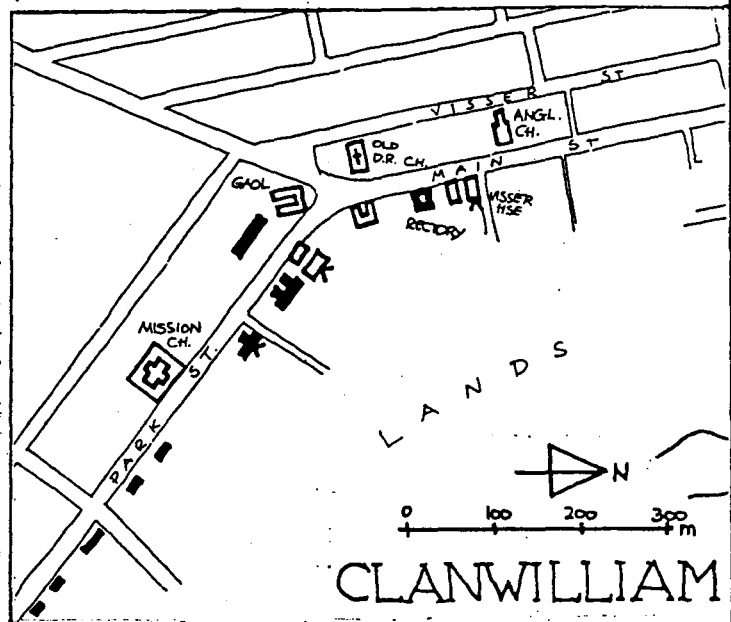 VISSER ST
ANGL.
CH.
OLD
D.R. CH.
MAIN ST
GAOL
VISSER
HSE
RECTORY
MISSION
CH.
PARK ST.
LANDS
N
0 100 200 300
m
CLANWILLIAM